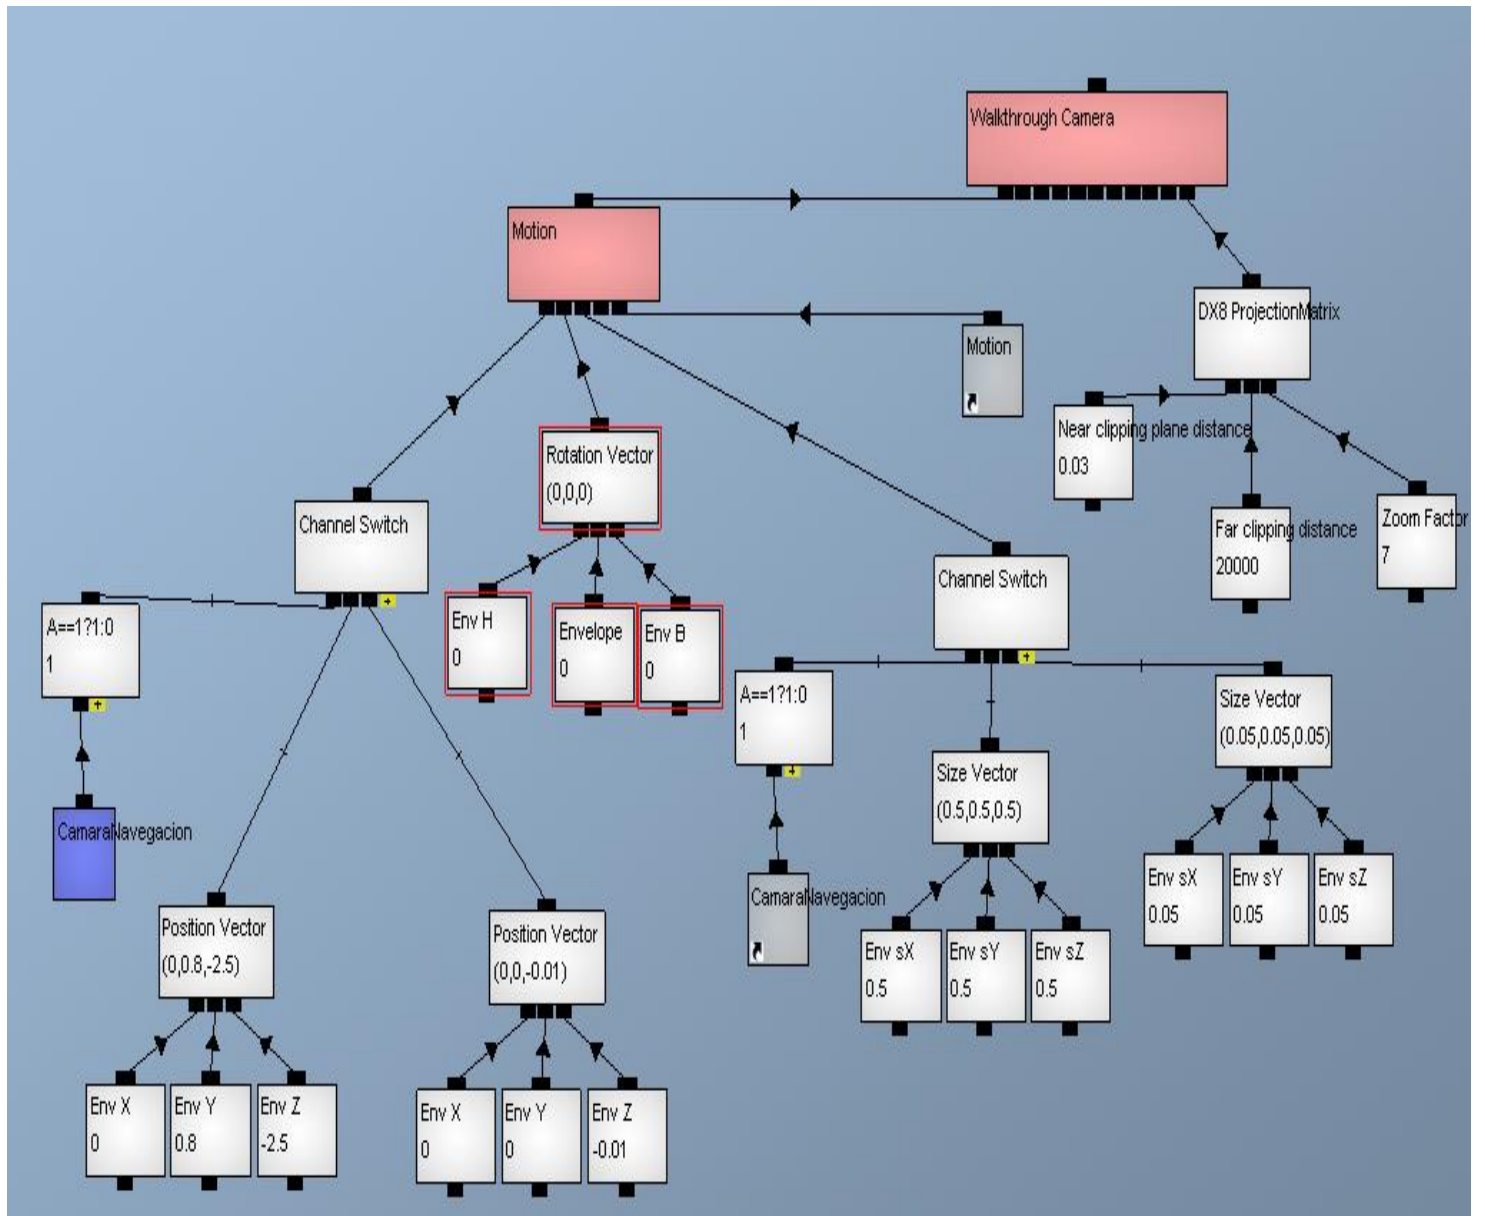 Walkthrough Camera
Motion
DX8 ProjectionMatrix
Motion
Near clipping plane distance
0.03
Rotation Vector
(0,0,0)
Channel Switch
Far clipping distance
20000
Zoom Factor
7
Channel Switch
A==1?1:0
1
Env H
0
Envelope
0
Env B
0
A==1?1:0
1
Size Vector
(0.05,0.05,0.05)
Size Vector
(0.5,0.5,0.5)
CamaraNavegacion
Env sX
0.05
Env sY
0.05
Env sZ
0.05
CamaraNavegacion
Position Vector
(0,0.8,-2.5)
Position Vector
(0,0,-0.01)
Env sX
0.5
Env sY
0.5
Env sZ
0.5
Env X
0
Env Y
0.8
Env Z
-2.5
Env X
0
Env Y
0
Env Z
-0.01